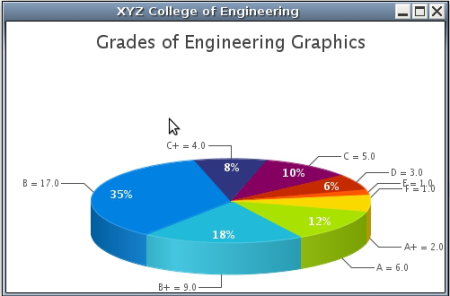 XYZ College of Engineering
Grades of Engineering Graphics
C+ = 4.0
C = 5.0
8%
10%
D = 3.0
B = 17.0
6%
E = 1.0
F = 1.0
35%
12%
18%
A+ = 2.0
A = 6.0
B+ = 9.0